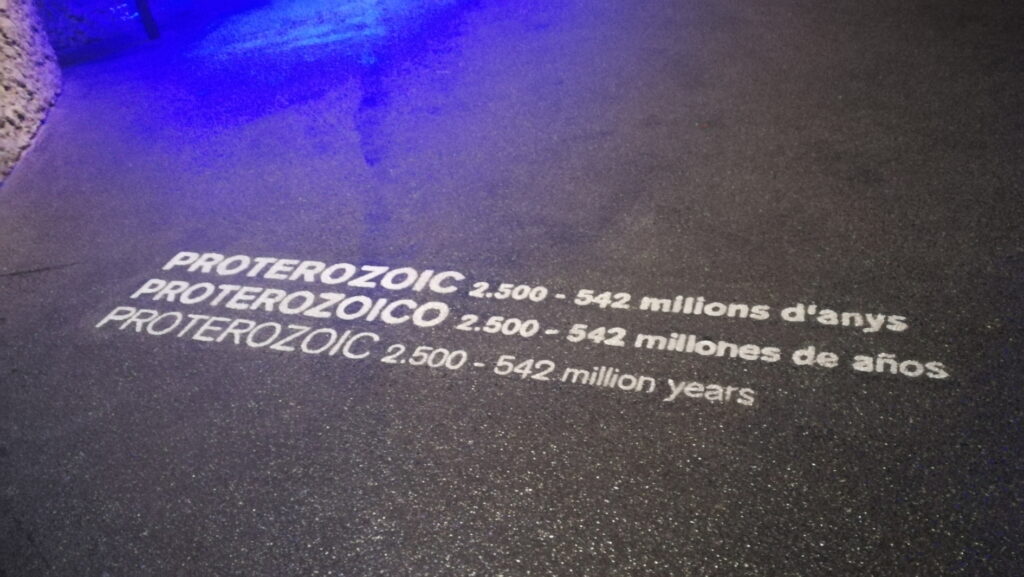 PROTEROZOIC 2.500 - 542 milions d'anys
PROTEROZOICO 2.500 - 542 millones de años
PROTEROZOIC 2.500 - 542 million years